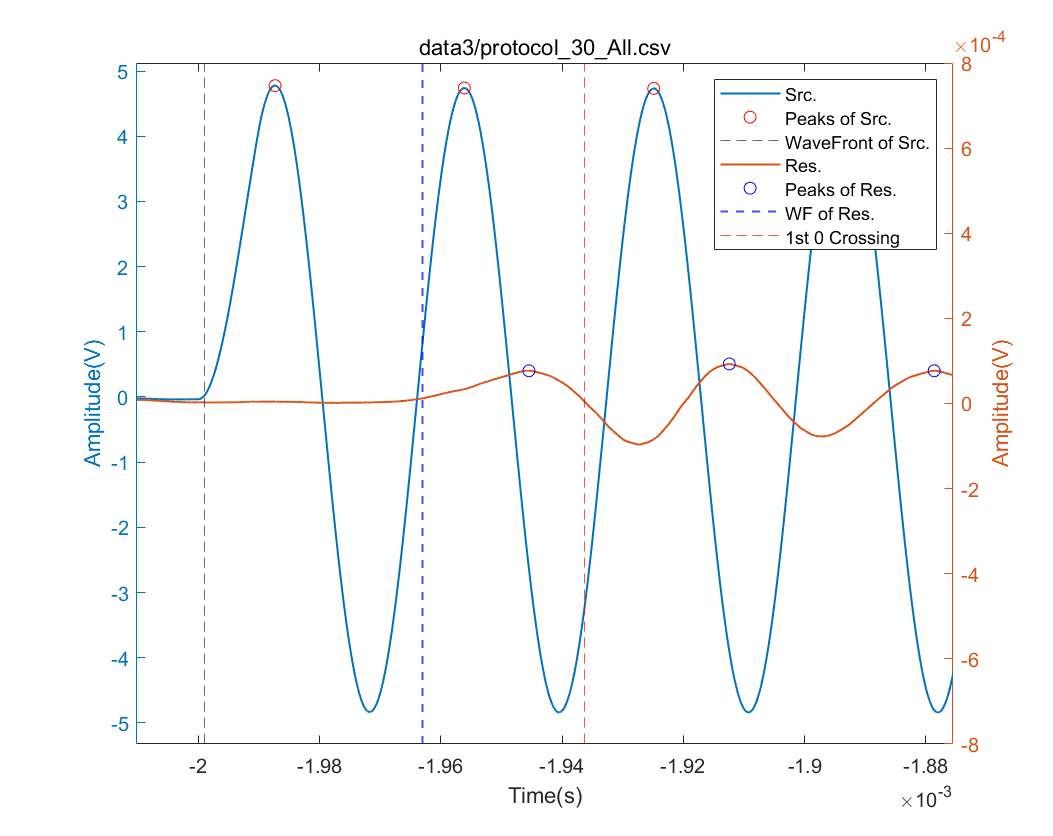 data3/protocol_30_All.csv
×10-4
5
4
3
2
1
0
-1
-2
-3
-4
-5
Amplitude(V)
8
6
4
2
0
-2
-4
-6
-8
Amplitude(V)
Src.
Peaks of Src.
WaveFront of Src.
Res.
Peaks of Res.
WF of Res.
1st 0 Crossing
-2
-1.98
-1.96
-1.94
-1.92
-1.9
-1.88
Time(s)
×10-3